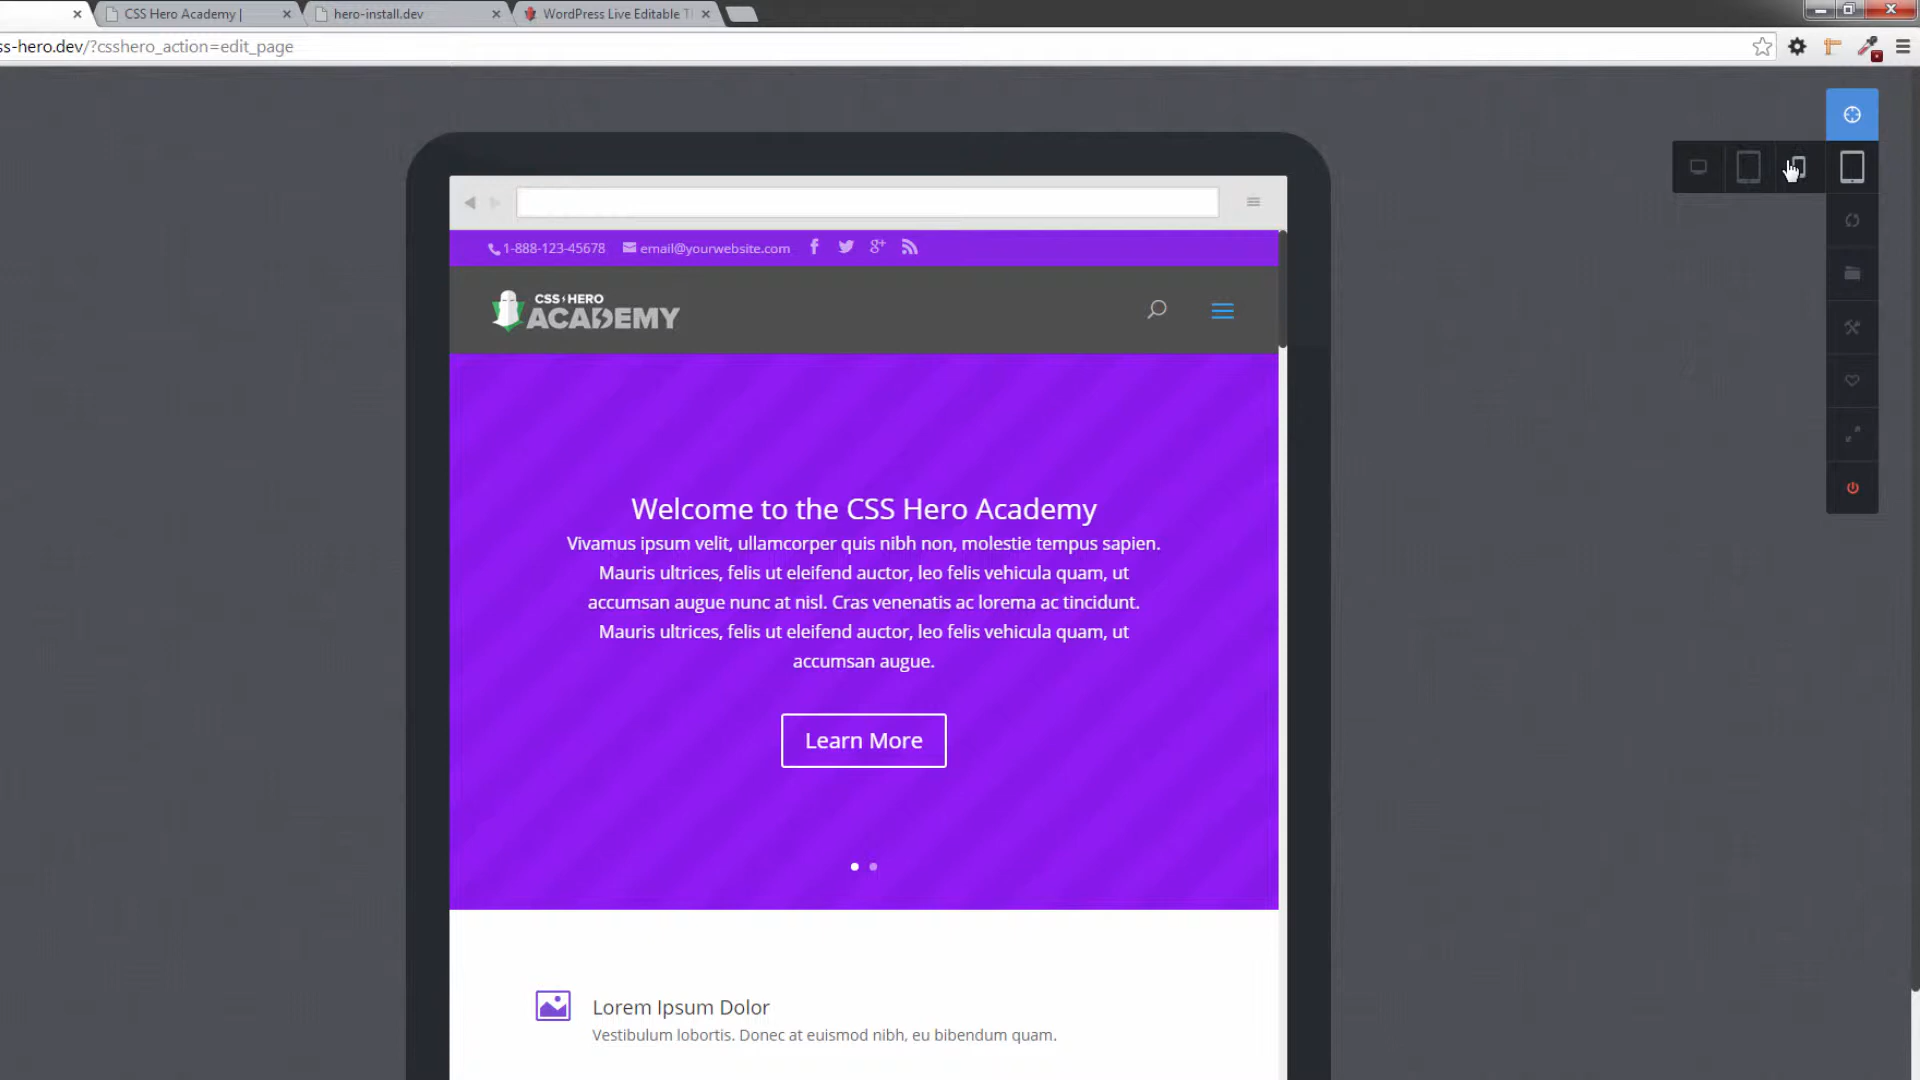 CSS Hero Academy |
hero-install.dev
WordPress Live Editable T
ss-hero.dev/?csshero_action=edit_page
1-888-123-45678
email@yourwebsite.com
CSS HERO
ACADEMY
Welcome to the CSS Hero Academy
Vivamus ipsum velit, ullamcorper quis nibh non, molestie tempus sapien.
Mauris ultrices, felis ut eleifend auctor, leo felis vehicula quam, ut
accumsan augue nunc at nisl. Cras venenatis ac lorema ac tincidunt.
Mauris ultrices, felis ut eleifend auctor, leo felis vehicula quam, ut
accumsan augue.
Learn More
Lorem Ipsum Dolor
Vestibulum lobortis. Donec at euismod nibh, eu bibendum quam.